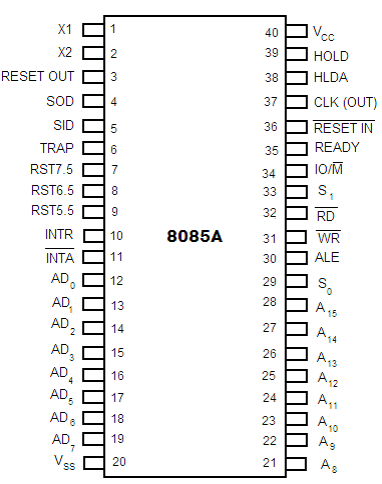 X1 1 40 VCC
X2 2 39 HOLD
RESET OUT 3 38 HLDA
SOD 4 37 CLK (OUT)
SID 5 36 RESET IN
TRAP 6 35 READY
RST7.5 7 34 IO/M
RST6.5 8 33 S1
RST5.5 9 32 RD
INTR 10 8085A 31 WR
INTA 11 30 ALE
AD0 12 29 S0
AD1 13 28 A15
AD2 14 27 A14
AD3 15 26 A13
AD4 16 25 A12
AD5 17 24 A11
AD6 18 23 A10
AD7 19 22 A9
VSS 20 21 A8